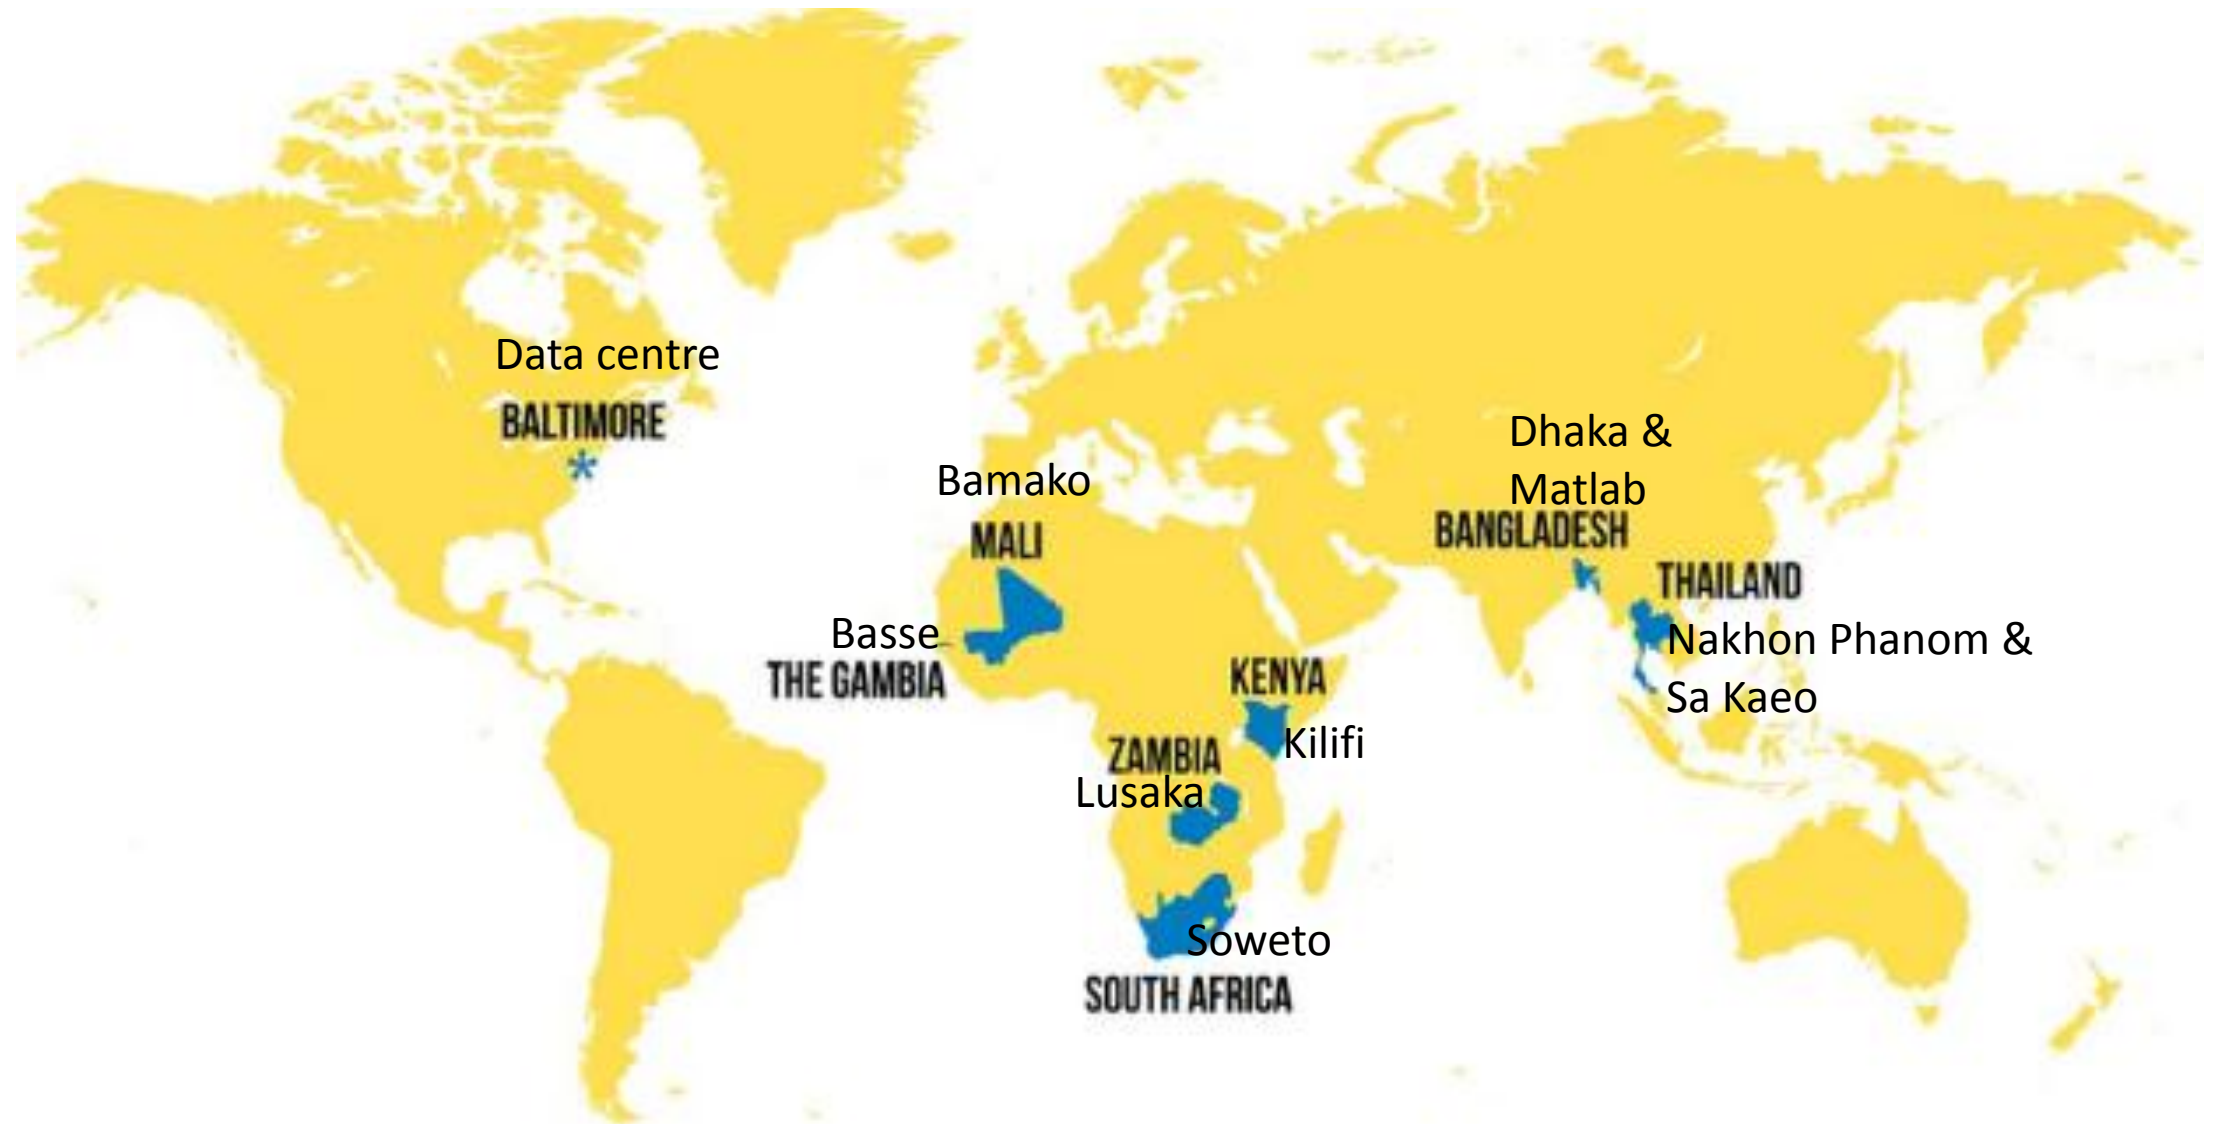 Data centre
BALTIMORE
*
Bamako
MALI
Basse
THE GAMBIA
Dhaka &
Matlab
BANGLADESH
THAILAND
Nakhon Phanom &
Sa Kaeo
KENYA
Kilifi
ZAMBIA
Lusaka
Soweto
SOUTH AFRICA